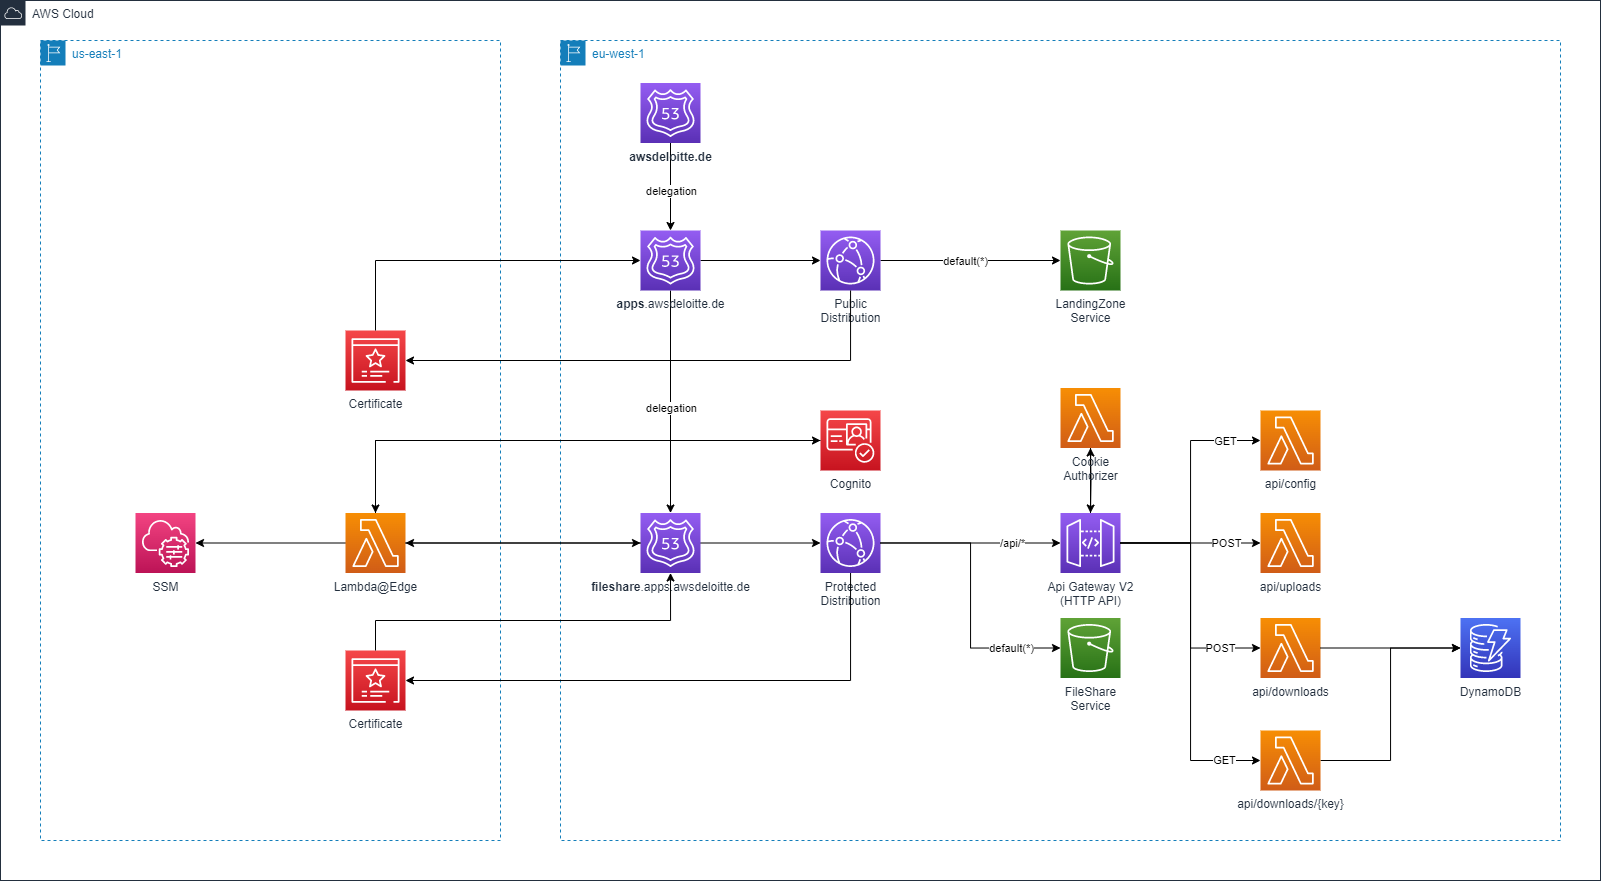 AWS Cloud
us-east-1
eu-west-1
53
awsdeloitte.de
delegation
53
apps.awsdeloitte.de
Public
Distribution
default(*)
LandingZone
Service
Certificate
delegation
Cognito
Cookie
Authorizer
GET
api/config
SSM
Lambda@Edge
53
fileshare.apps.awsdeloitte.de
Protected
Distribution
/api/*
Api Gateway V2
(HTTP API)
POST
api/uploads
Certificate
default(*)
FileShare
Service
POST
api/downloads
DynamoDB
GET
api/downloads/{key}